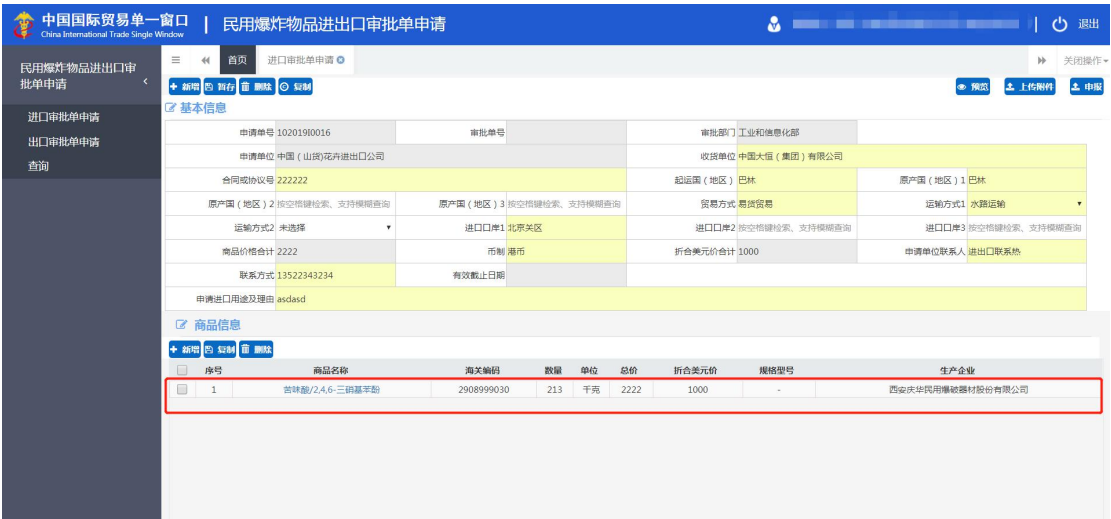 中国国际贸易单一窗口 | 民用爆炸物品进出口审批单申请 退出
China International Trade Single Window
民用爆炸物品进出口审批单申请
进口审批单申请
出口审批单申请
查询
首页 进口审批单申请 关闭操作
新增 暂存 删除 复制 预览 上传附件 申报
基本信息
申请单号 102019I0016 审批单号 审批部门 工业和信息化部
申请单位 中国（山货)花卉进出口公司 收货单位 中国大恒（集团）有限公司
合同或协议号 222222 起运国（地区） 巴林 原产国（地区）1 巴林
原产国（地区）2 按空格键检索、支持模糊查询 原产国（地区）3 按空格键检索、支持模糊查询 贸易方式 易货贸易 运输方式1 水路运输
运输方式2 未选择 进口口岸1 北京关区 进口口岸2 按空格键检索、支持模糊查询 进口口岸3 按空格键检索、支持模糊查询
商品价格合计 2222 币制 港币 折合美元价合计 1000 申请单位联系人 进出口联系热
联系方式 13522343234 有效截止日期
申请进口用途及理由 asdasd
商品信息
新增 复制 删除
序号 商品名称 海关编码 数量 单位 总价 折合美元价 规格型号 生产企业
1 苦味酸/2,4,6-三硝基苯酚 2908999030 213 千克 2222 1000 - 西安庆华民用爆破器材股份有限公司